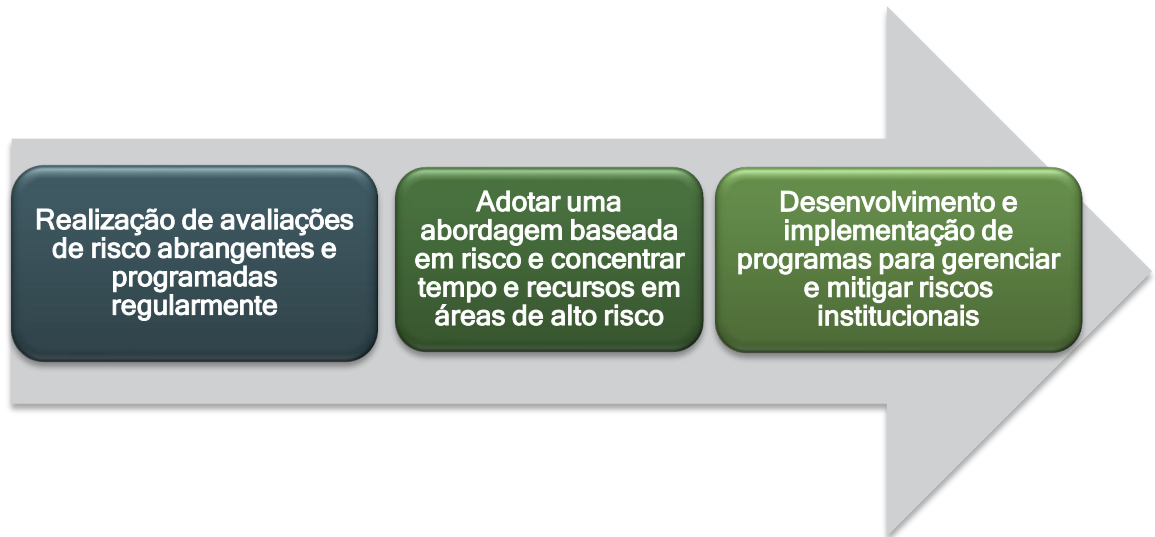 Realização de avaliações
de risco abrangentes e
programadas
regularmente
Adotar uma
abordagem baseada
em risco e concentrar
tempo e recursos em
áreas de alto risco
Desenvolvimento e
implementação de
programas para gerenciar
e mitigar riscos
institucionais